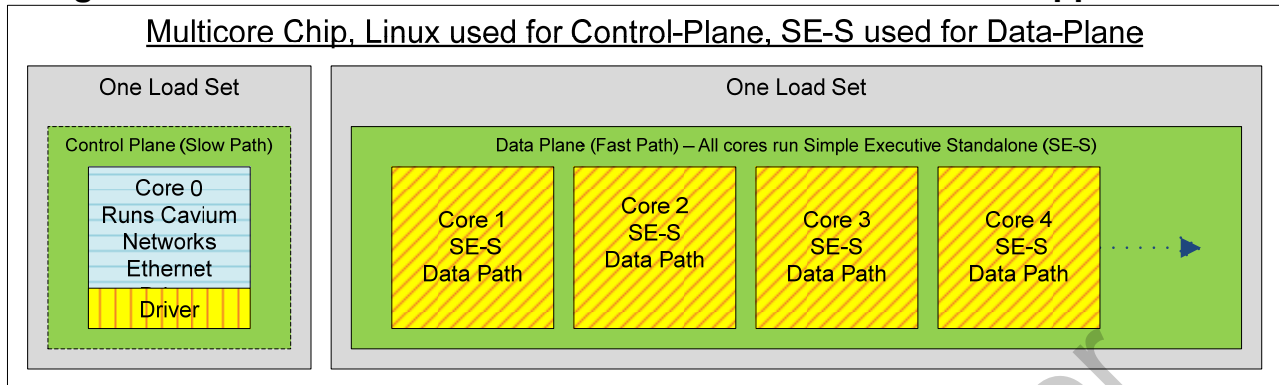 Multicore Chip, Linux used for Control-Plane, SE-S used for Data-Plane
One Load Set
Control Plane (Slow Path)
Core 0
Runs Cavium
Networks
Ethernet
Driver
One Load Set
Data Plane (Fast Path) – All cores run Simple Executive Standalone (SE-S)
Core 1
SE-S
Data Path
Core 2
SE-S
Data Path
Core 3
SE-S
Data Path
Core 4
SE-S
Data Path